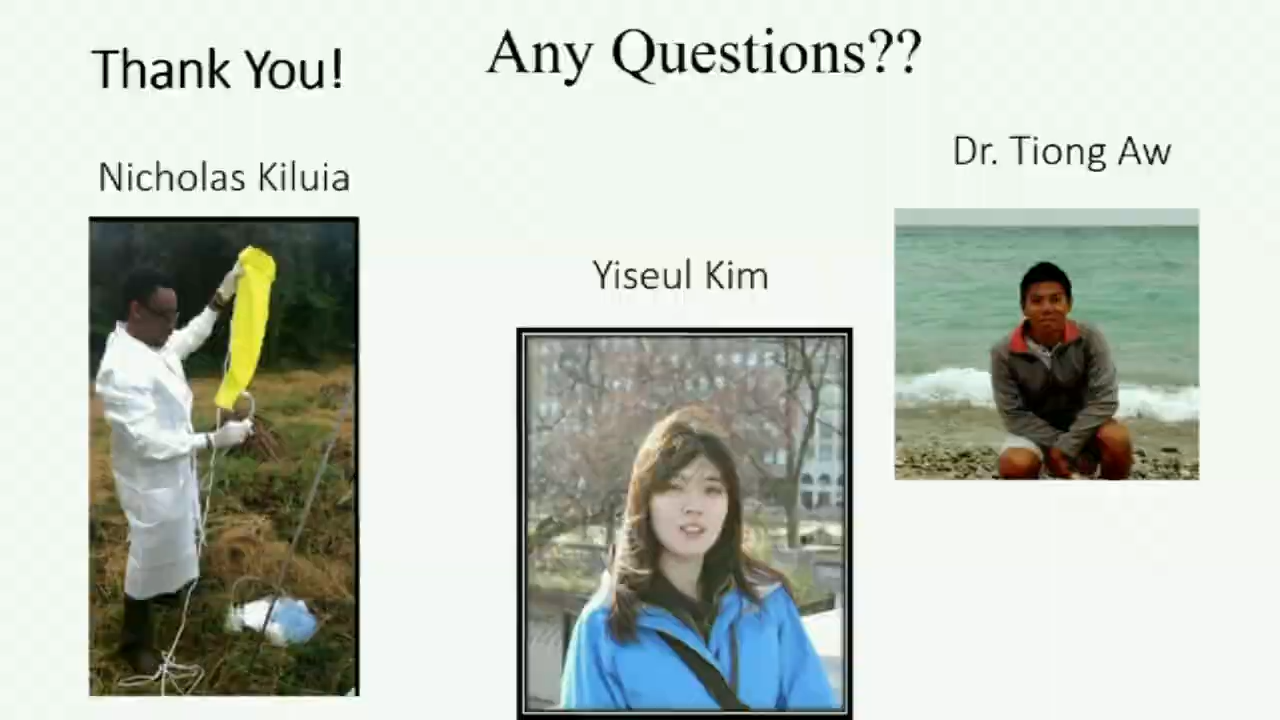 Thank You!
Any Questions??
Nicholas Kiluia
Yiseul Kim
Dr. Tiong Aw